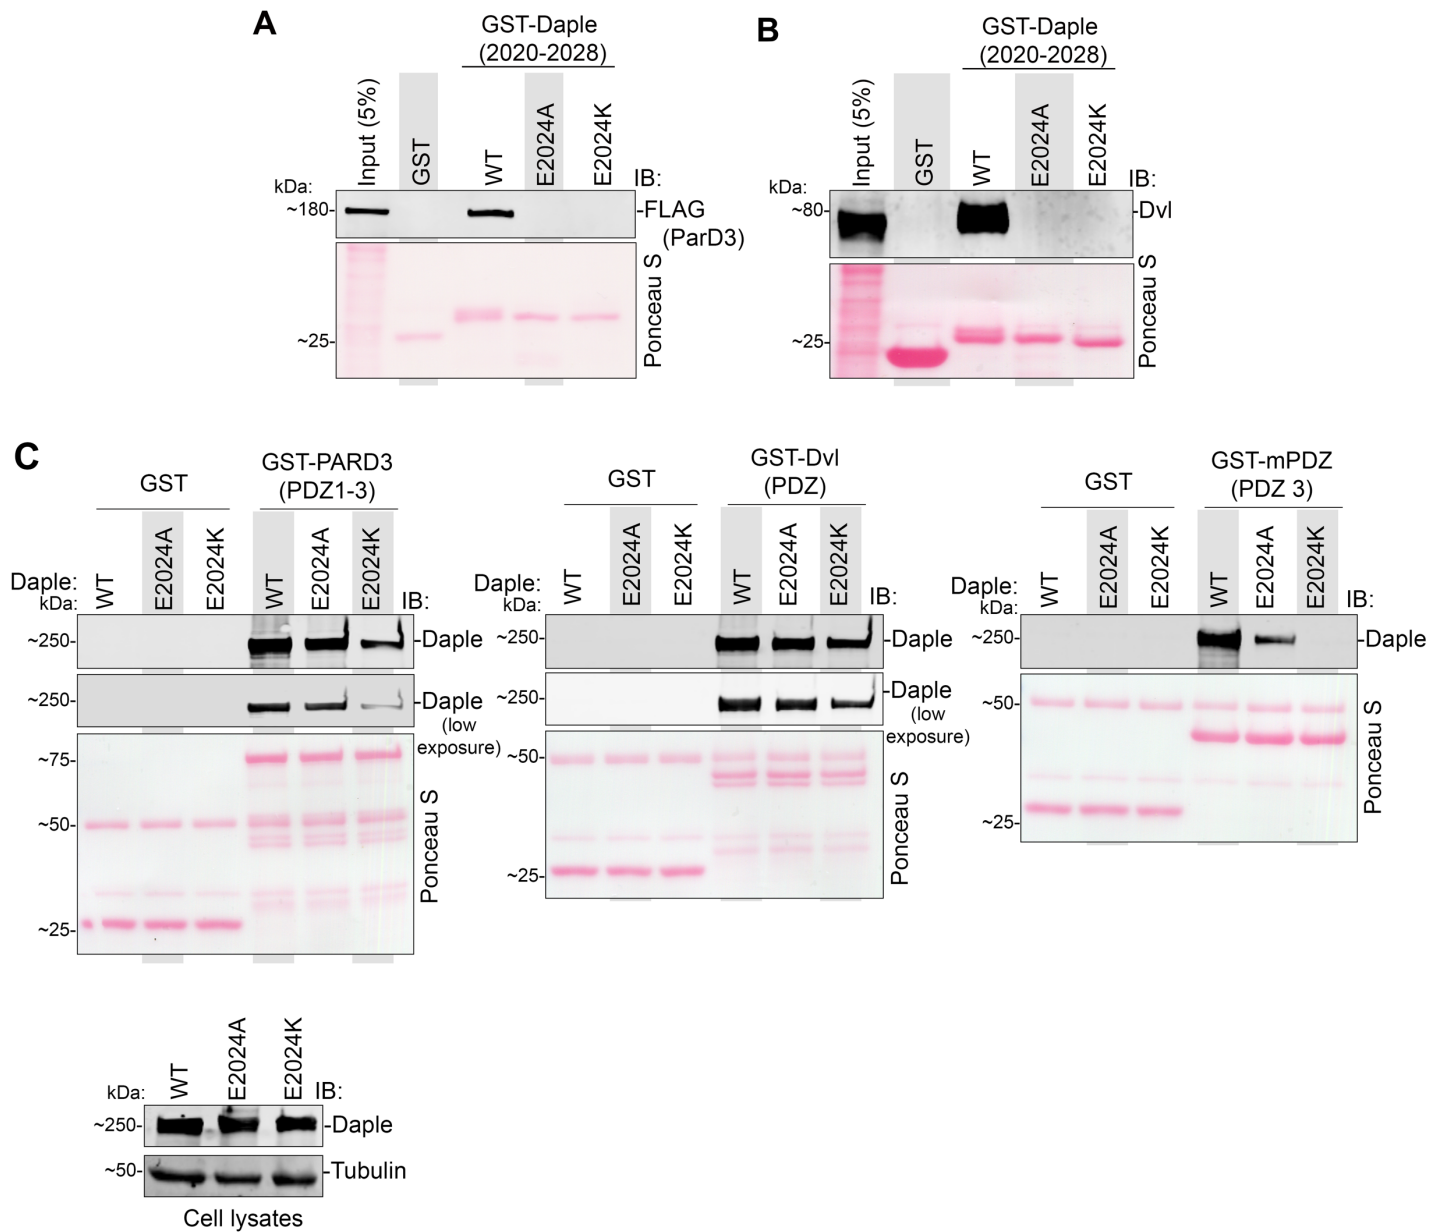 A
GST-Daple
(2020-2028)
Input (5%)
GST
WT
E2024A
E2024K
IB:
kDa:
~180-
-FLAG
(ParD3)
~25-
Ponceau S
B
GST-Daple
(2020-2028)
Input (5%)
GST
WT
E2024A
E2024K
IB:
kDa:
~80-
-Dvl
~25-
Ponceau S
C
GST
GST-PARD3
(PDZ1-3)
Daple:
kDa:
WT
E2024A
E2024K
WT
E2024A
E2024K
IB:
~250-
-Daple
~250-
-Daple
(low
exposure)
~75-
~50-
~25-
Ponceau S
GST
GST-Dvl
(PDZ)
Daple:
kDa:
WT
E2024A
E2024K
WT
E2024A
E2024K
IB:
~250-
-Daple
~250-
-Daple
(low
exposure)
~50-
~25-
Ponceau S
GST
GST-mPDZ
(PDZ 3)
Daple:
kDa:
WT
E2024A
E2024K
WT
E2024A
E2024K
IB:
~250-
-Daple
~50-
~25-
Ponceau S
kDa:
WT
E2024A
E2024K
IB:
~250-
-Daple
~50-
-Tubulin
Cell lysates